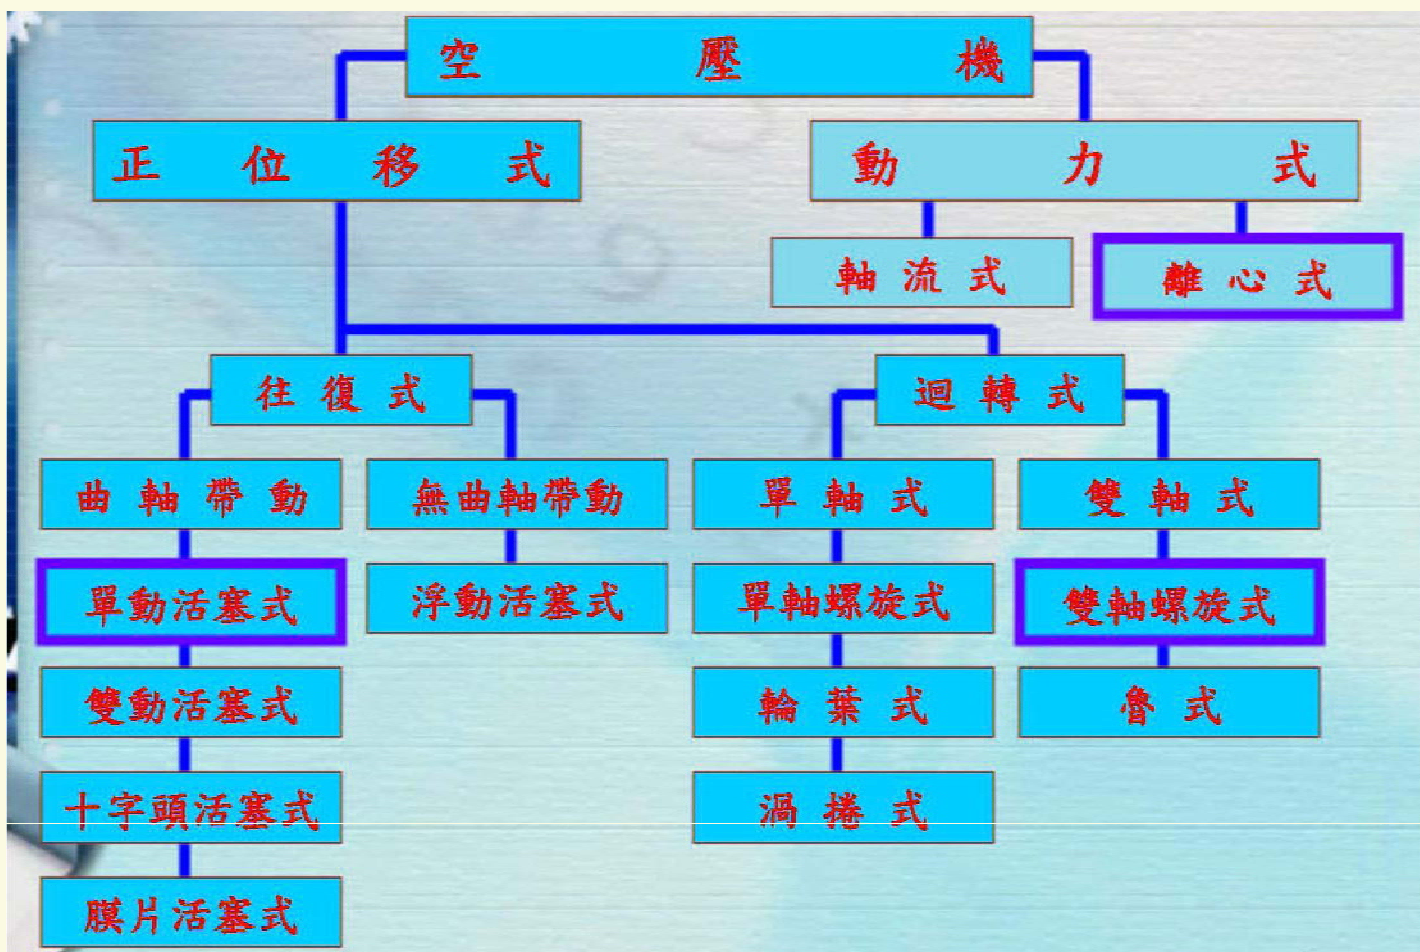 空壓機
正位移式
動力式
軸流式
離心式
往復式
迴轉式
曲軸帶動
無曲軸帶動
單軸式
雙軸式
單動活塞式
浮動活塞式
單軸螺旋式
雙軸螺旋式
雙動活塞式
輪葉式
魯式
十字頭活塞式
渦捲式
膜片活塞式